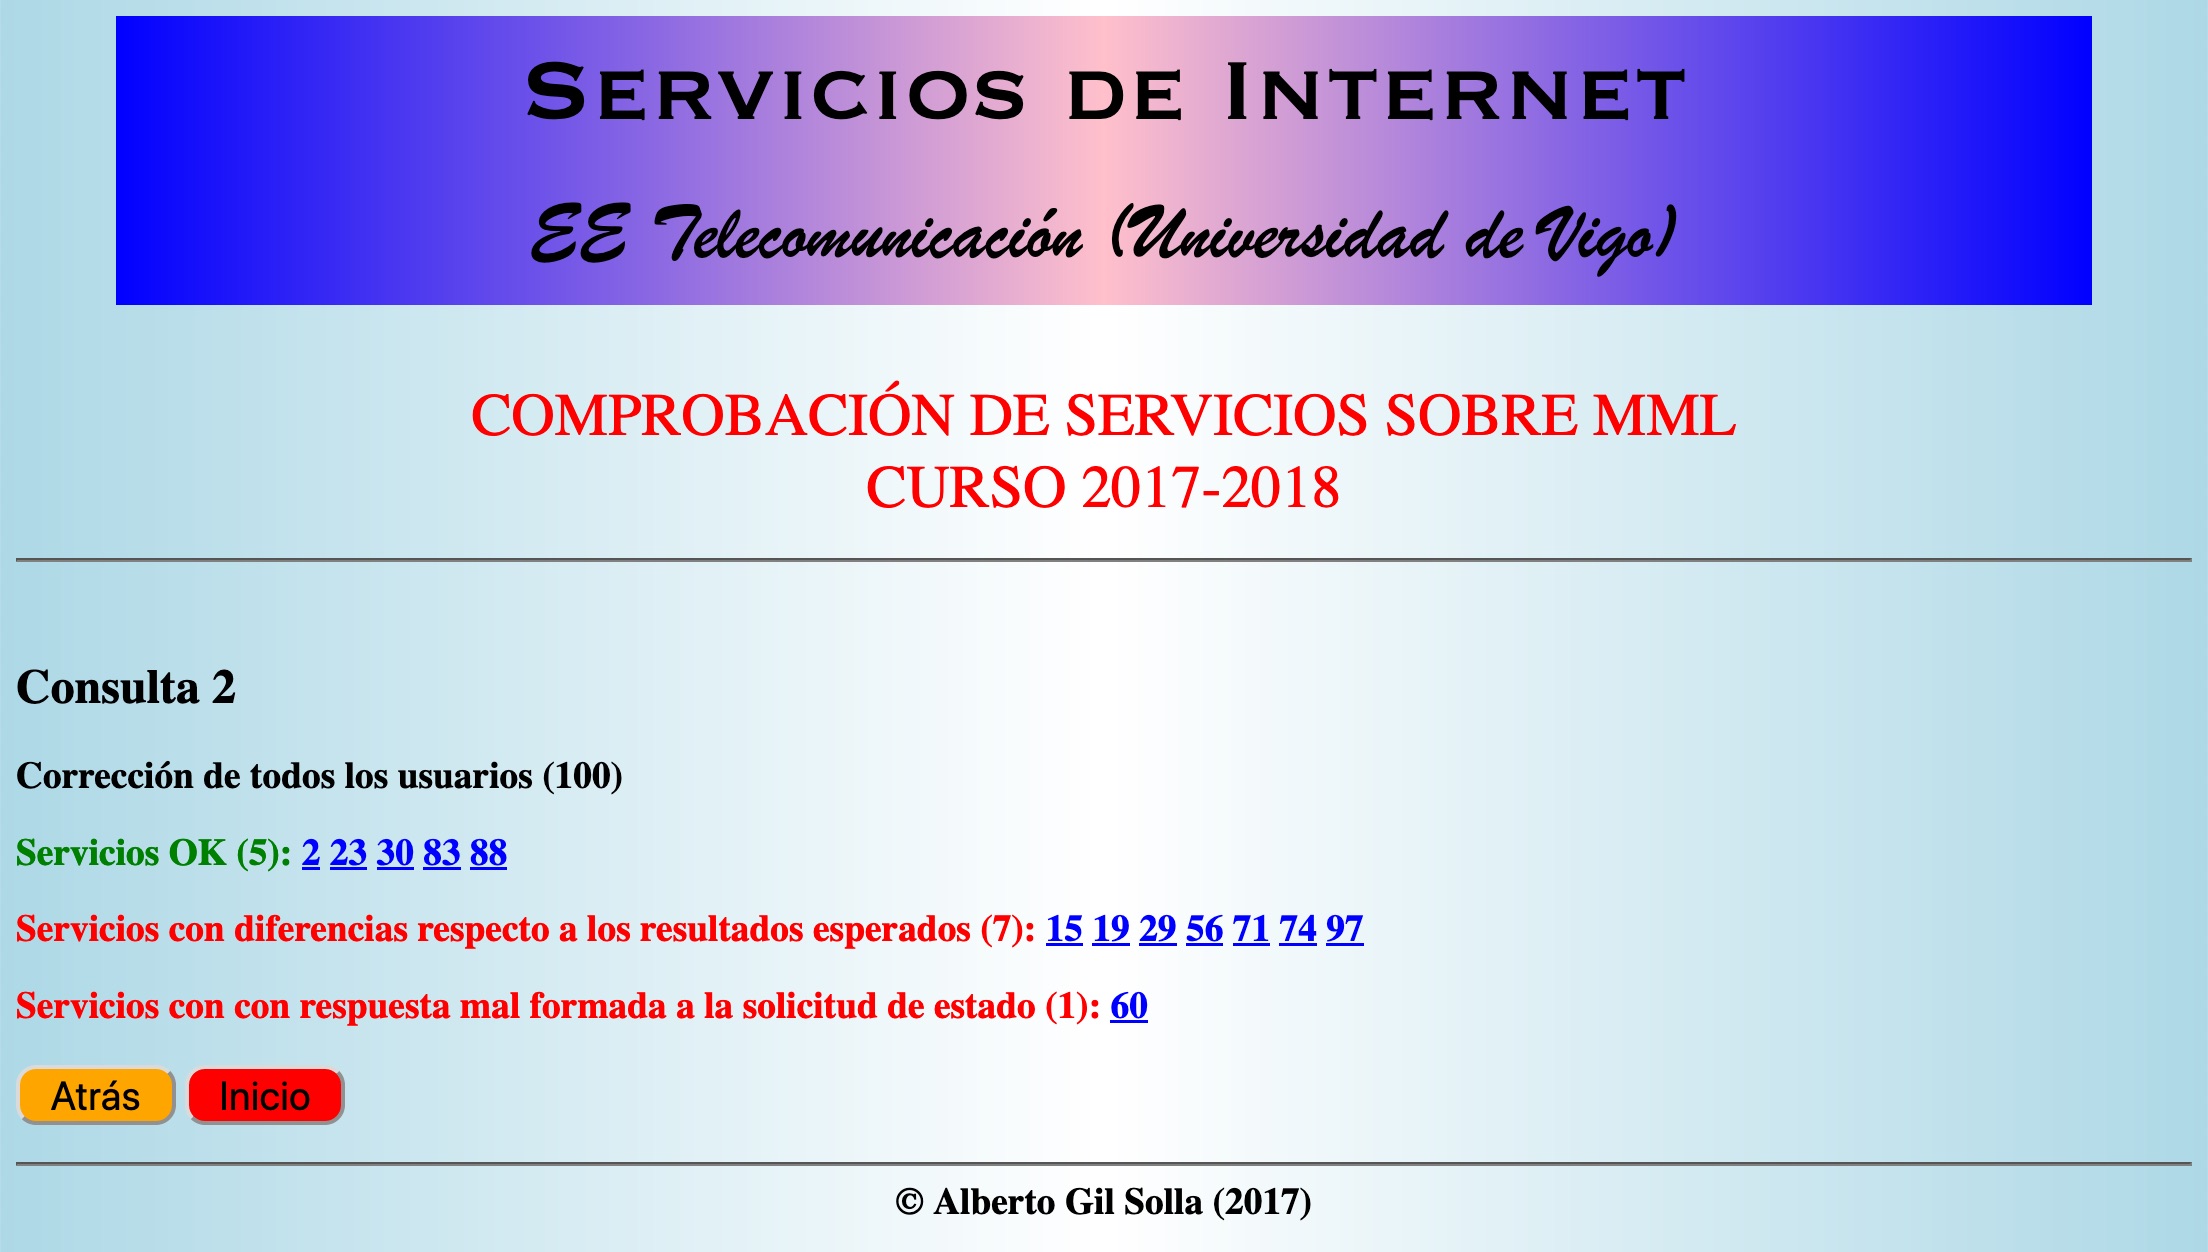 Servicios de Internet
EE Telecomunicación (Universidad de Vigo)
COMPROBACIÓN DE SERVICIOS SOBRE MML
CURSO 2017-2018
Consulta 2
Corrección de todos los usuarios (100)
Servicios OK (5): 2 23 30 83 88
Servicios con diferencias respecto a los resultados esperados (7): 15 19 29 56 71 74 97
Servicios con con respuesta mal formada a la solicitud de estado (1): 60
Atrás Inicio
© Alberto Gil Solla (2017)